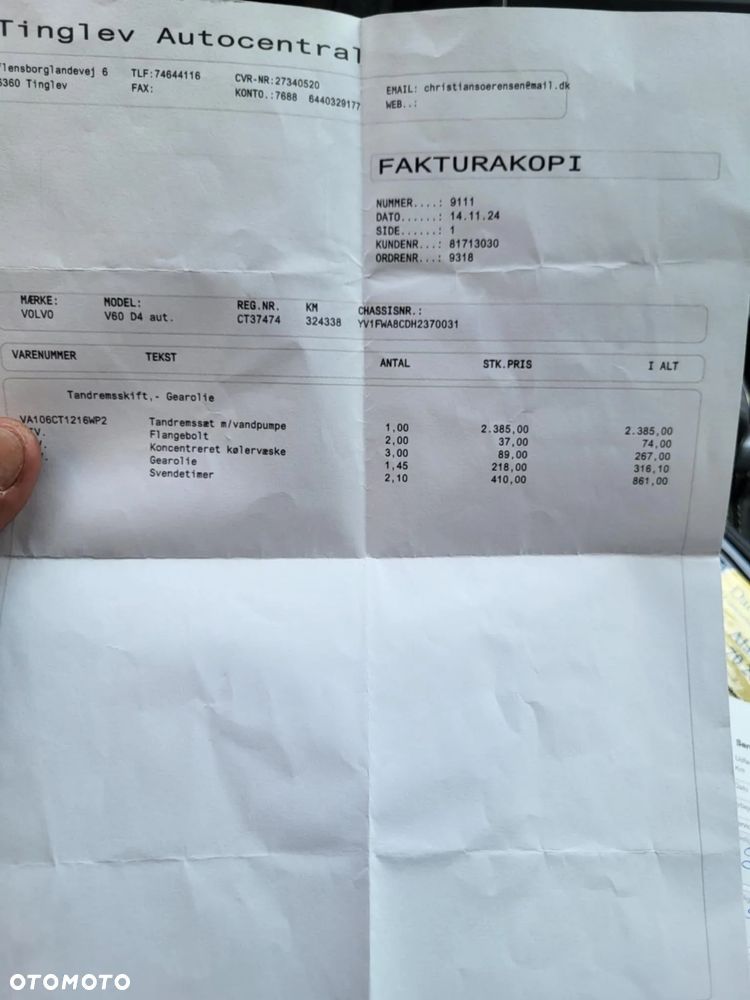 Tinglev Autocentral
Flensborglandevej 6 TLF:74644116 CVR-NR:27340520
6360 Tinglev FAX: KONTO.:7688 6440329177
EMAIL: christiansoerensen@mail.dk
WEB..:
FAKTURAKOPI
NUMMER....: 9111
DATO......: 14.11.24
SIDE......: 1
KUNDENR...: 81713030
ORDRENR...: 9318
MÆRKE: MODEL: REG.NR. KM CHASSISNR.:
VOLVO V60 D4 aut. CT37474 324338 YV1FWA8CDH2370031
VARENUMMER TEKST ANTAL STK.PRIS I ALT
Tandremsskift,- Gearolie
VA106CT1216WP2 Tandremssæt m/vandpumpe 1,00 2.385,00 2.385,00
Flangebolt 2,00 37,00 74,00
Koncentreret kølervæske 3,00 89,00 267,00
Gearolie 1,45 218,00 316,10
Svendetimer 2,10 410,00 861,00
OTOMOTO